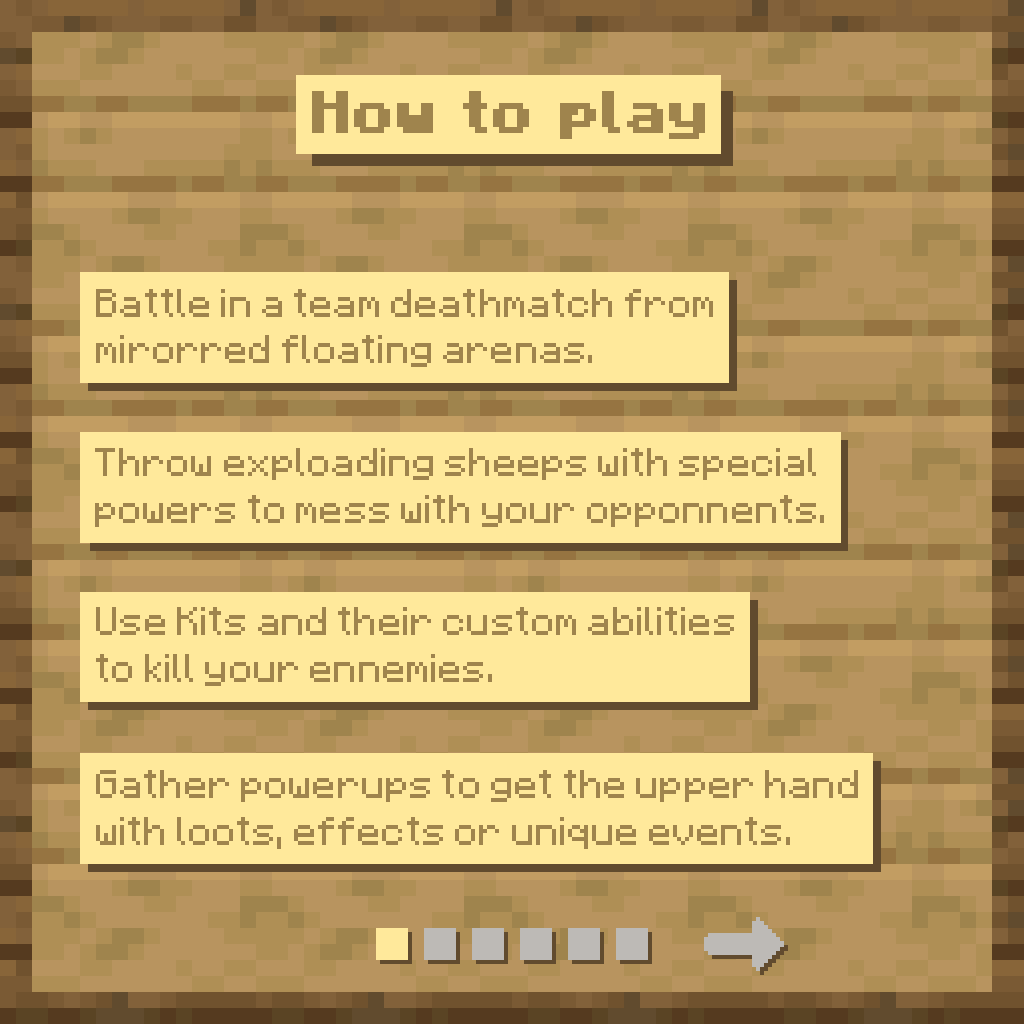 How to play
Battle in a team deathmatch from
mirorred floating arenas.
Throw exploading sheeps with special
powers to mess with your opponnents.
Use Kits and their custom abilities
to kill your ennemies.
Gather powerups to get the upper hand
with loots, effects or unique events.